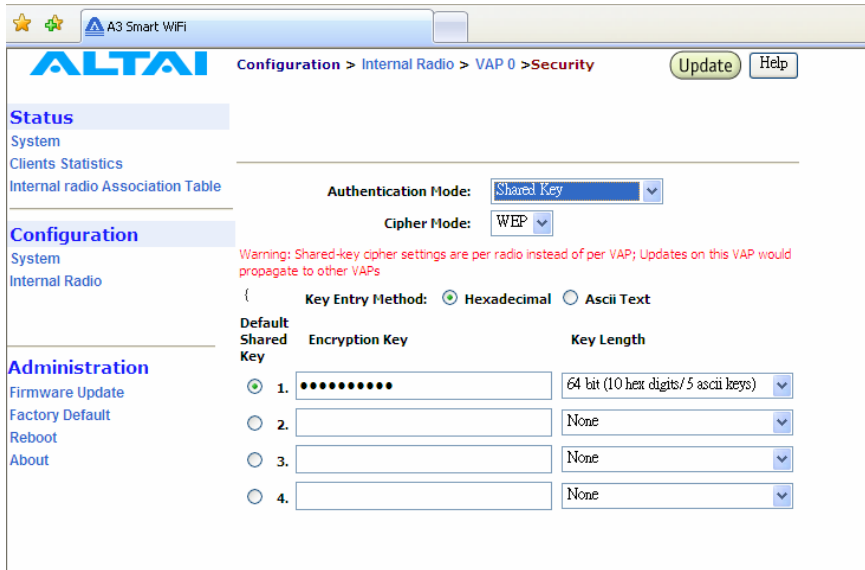 A3 Smart WiFi
ALTAI
Configuration > Internal Radio > VAP 0 >Security
Update
Help
Status
System
Clients Statistics
Internal radio Association Table
Configuration
System
Internal Radio
Administration
Firmware Update
Factory Default
Reboot
About
Authentication Mode: Shared Key
Cipher Mode: WEP
Warning: Shared-key cipher settings are per radio instead of per VAP; Updates on this VAP would
propagate to other VAPs
{ Key Entry Method: Hexadecimal Ascii Text
Default
Shared
Key
Encryption Key
Key Length
1. •••••••••• 64 bit (10 hex digits/ 5 ascii keys)
2. None
3. None
4. None